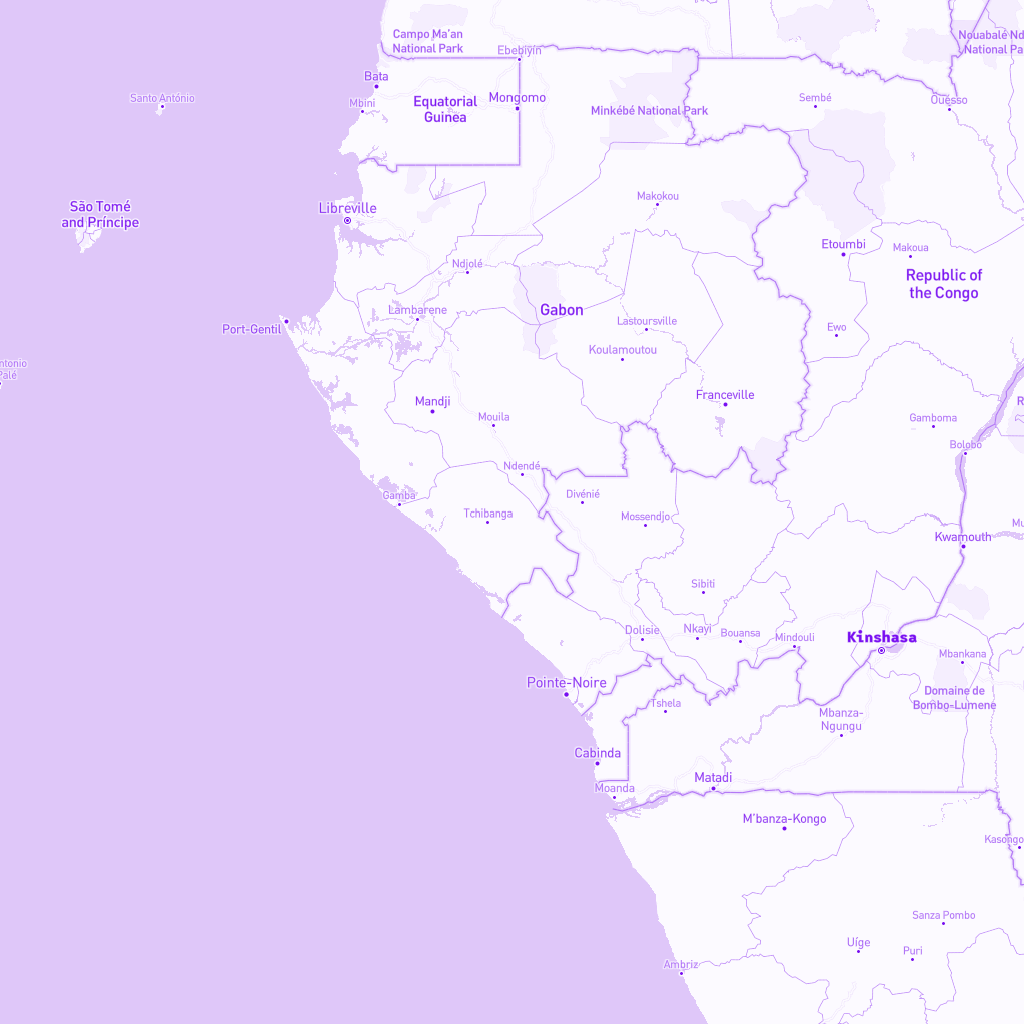 Campo Ma'an
National Park
Nouabalé Nd
National Pa
Ebebiyin
Bata
Santo António
Mbini
Equatorial
Guinea
Mongomo
Minkébé National Park
Sembé
Ouesso
São Tomé
and Príncipe
Libreville
Makokou
Etoumbi
Makoua
Ndjolé
Republic of
the Congo
Gabon
Lambarene
Port-Gentil
Lastoursville
Ewo
Koulamoutou
ntonio
Palé
Mandji
Franceville
R
Mouila
Gamboma
Bolobo
Ndendé
Gamba
Divénié
Tchibanga
Mossendjo
Mu
Kwamouth
Sibiti
Dolisie
Nkayi
Bouansa
Mindouli
Kinshasa
Mbankana
Pointe-Noire
Tshela
Domaine de
Bombo-Lumene
Mbanza-
Ngungu
Cabinda
Moanda
Matadi
M'banza-Kongo
Kasongo
Sanza Pombo
Uíge
Puri
Ambriz